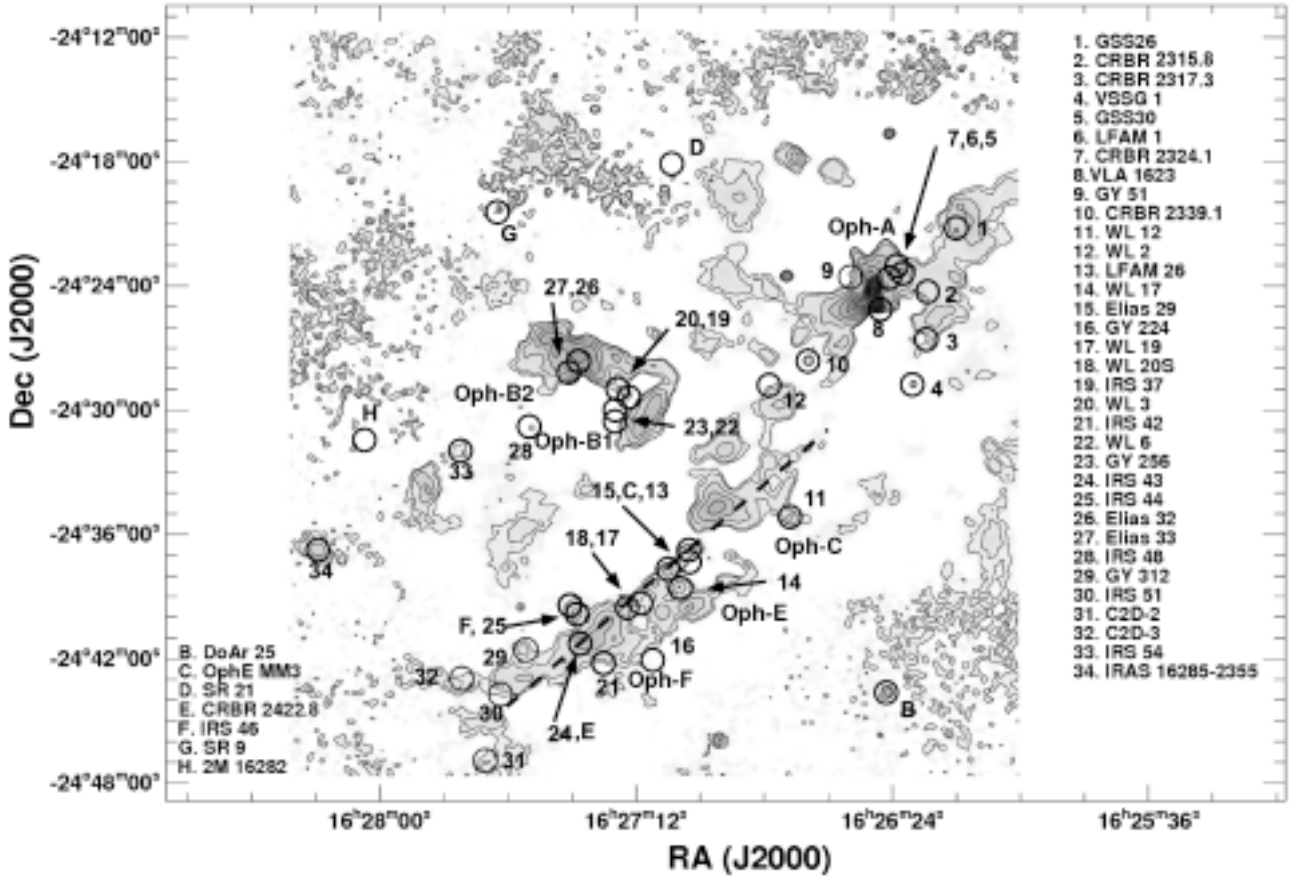 -24°12ᵐ00ˢ
-24°18ᵐ00ˢ
-24°24ᵐ00ˢ
-24°30ᵐ00ˢ
-24°36ᵐ00ˢ
-24°42ᵐ00ˢ
-24°48ᵐ00ˢ
Dec (J2000)
16ʰ28ᵐ00ˢ
16ʰ27ᵐ12ˢ
16ʰ26ᵐ24ˢ
16ʰ25ᵐ36ˢ
RA (J2000)
D
7,6,5
G
Oph-A
1
9
2
27,26
20,19
8
3
10
4
Oph-B2
12
H
28
Oph-B1
23,22
33
15,C,13
11
34
18,17
Oph-C
14
F, 25
Oph-E
16
29
32
21
Oph-F
30
24,E
B
31
B. DoAr 25
C. OphE MM3
D. SR 21
E. CRBR 2422.8
F. IRS 46
G. SR 9
H. 2M 16282
1. GSS26
2. CRBR 2315.8
3. CRBR 2317.3
4. VSSG 1
5. GSS30
6. LFAM 1
7. CRBR 2324.1
8.VLA 1623
9. GY 51
10. CRBR 2339.1
11. WL 12
12. WL 2
13. LFAM 26
14. WL 17
15. Elias 29
16. GY 224
17. WL 19
18. WL 20S
19. IRS 37
20. WL 3
21. IRS 42
22. WL 6
23. GY 256
24. IRS 43
25. IRS 44
26. Elias 32
27. Elias 33
28. IRS 48
29. GY 312
30. IRS 51
31. C2D-2
32. C2D-3
33. IRS 54
34. IRAS 16285-2355